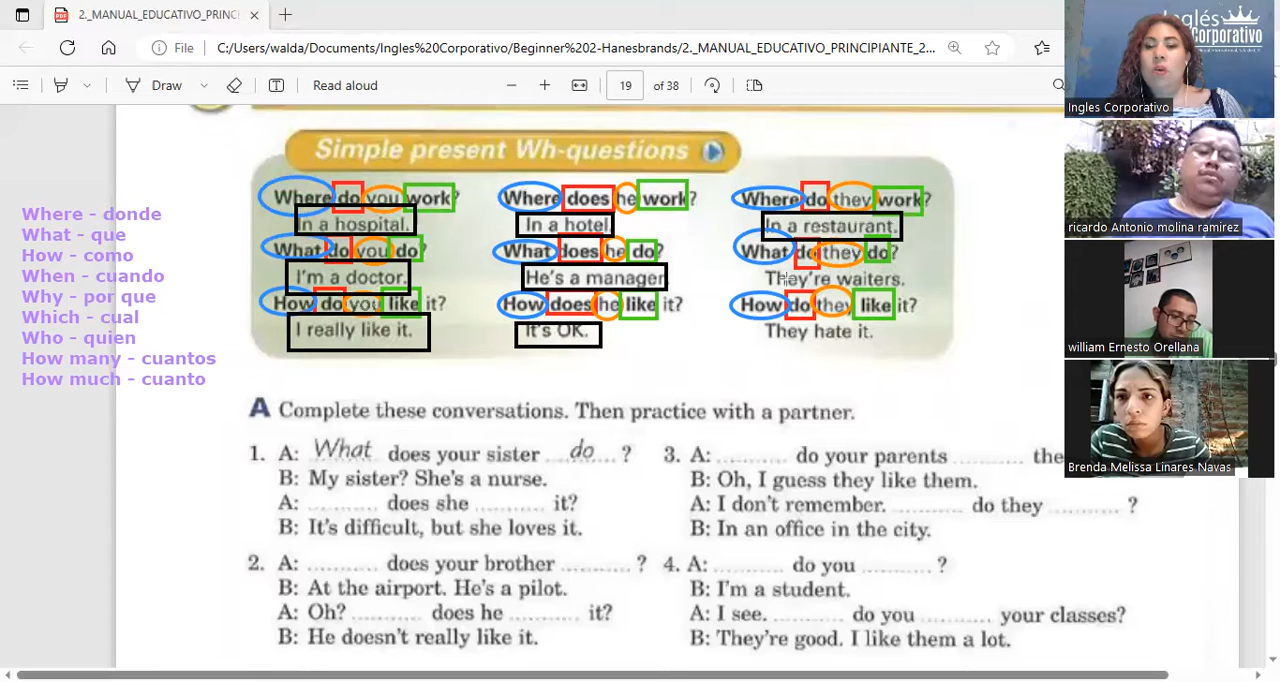 2._MANUAL_EDUCATIVO_PRINCI
File
C:/Users/walda/Documents/Ingles%20Corporativo/Beginner%202-Hanesbrands/2._MANUAL_EDUCATIVO_PRINCIPIANTE_2...
Draw
Read aloud
19 of 38
Inglés
Corporativo
Ingles Corporativo
ricardo Antonio molina ramirez
william Ernesto Orellana
Brenda Melissa Linares Navas
Where - donde
What - que
How - como
When - cuando
Why - por que
Which - cual
Who - quien
How many - cuantos
How much - cuanto
Simple present Wh-questions
Where do you work?
In a hospital.
What do you do?
I'm a doctor.
How do you like it?
I really like it.
Where does he work?
In a hotel.
What does he do?
He's a manager.
How does he like it?
It's OK.
Where do they work?
In a restaurant.
What do they do?
They're waiters.
How do they like it?
They hate it.
A Complete these conversations. Then practice with a partner.
1. A: What does your sister do ?
B: My sister? She's a nurse.
A: .......... does she .......... it?
B: It's difficult, but she loves it.
2. A: .......... does your brother .......... ?
B: At the airport. He's a pilot.
A: Oh? .......... does he .......... it?
B: He doesn't really like it.
3. A: .......... do your parents .......... the
B: Oh, I guess they like them.
A: I don't remember. .......... do they .......... ?
B: In an office in the city.
4. A: .......... do you .......... ?
B: I'm a student.
A: I see. .......... do you .......... your classes?
B: They're good. I like them a lot.